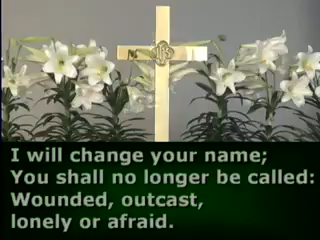 I will change your name;
You shall no longer be called:
Wounded, outcast,
lonely or afraid.